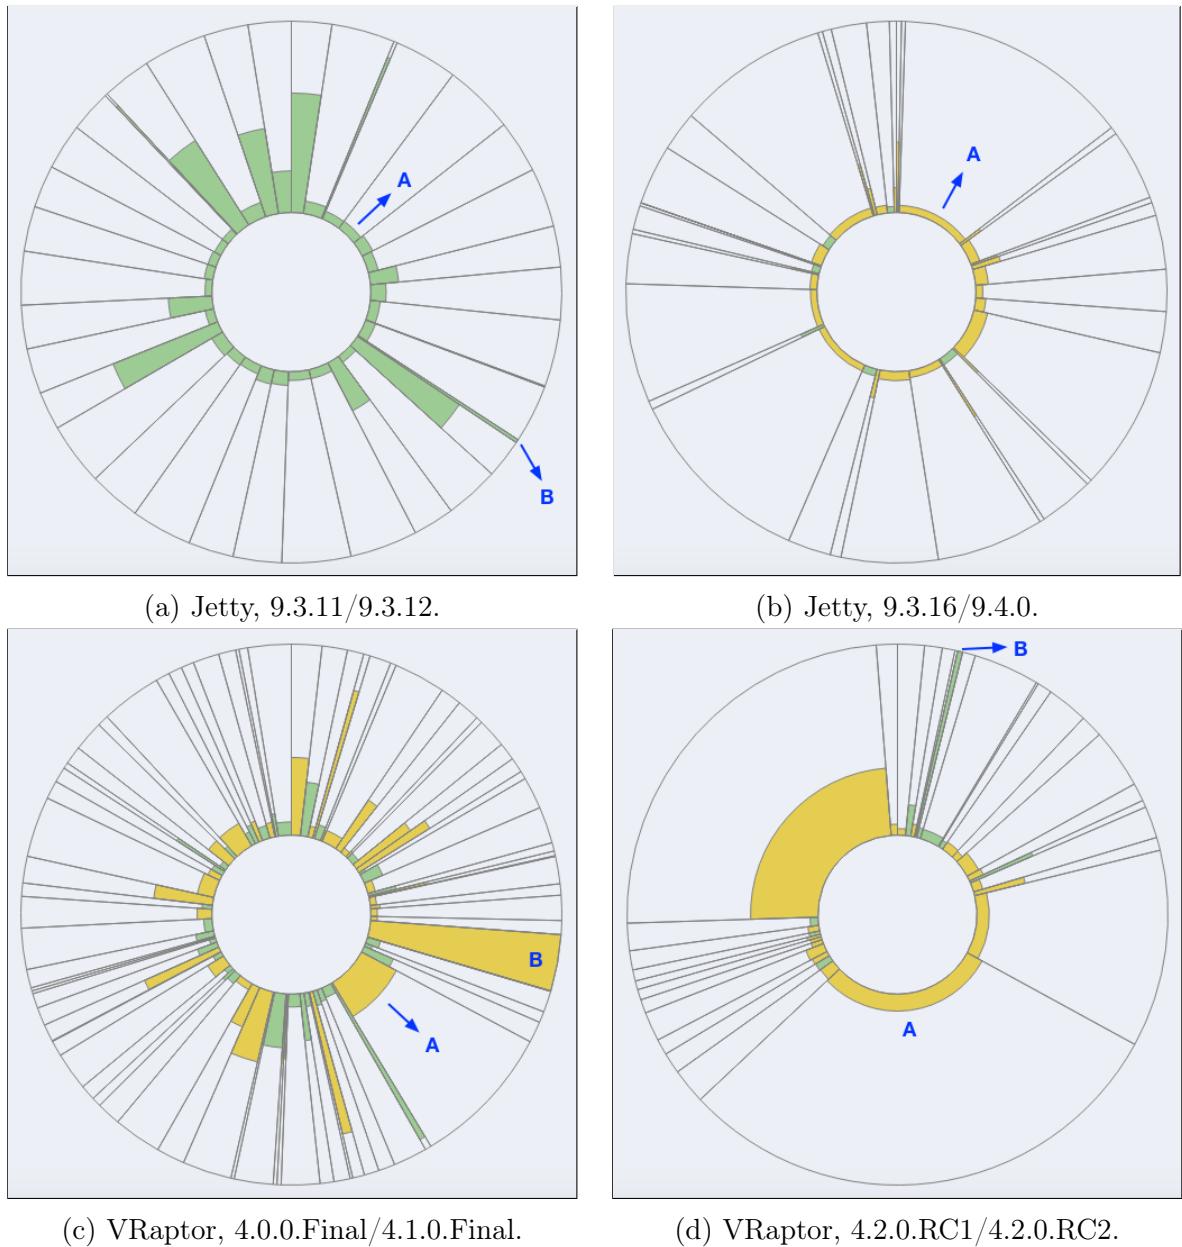 A
B
A
(a) Jetty, 9.3.11/9.3.12.
(b) Jetty, 9.3.16/9.4.0.
B
A
B
A
(c) VRaptor, 4.0.0.Final/4.1.0.Final.
(d) VRaptor, 4.2.0.RC1/4.2.0.RC2.